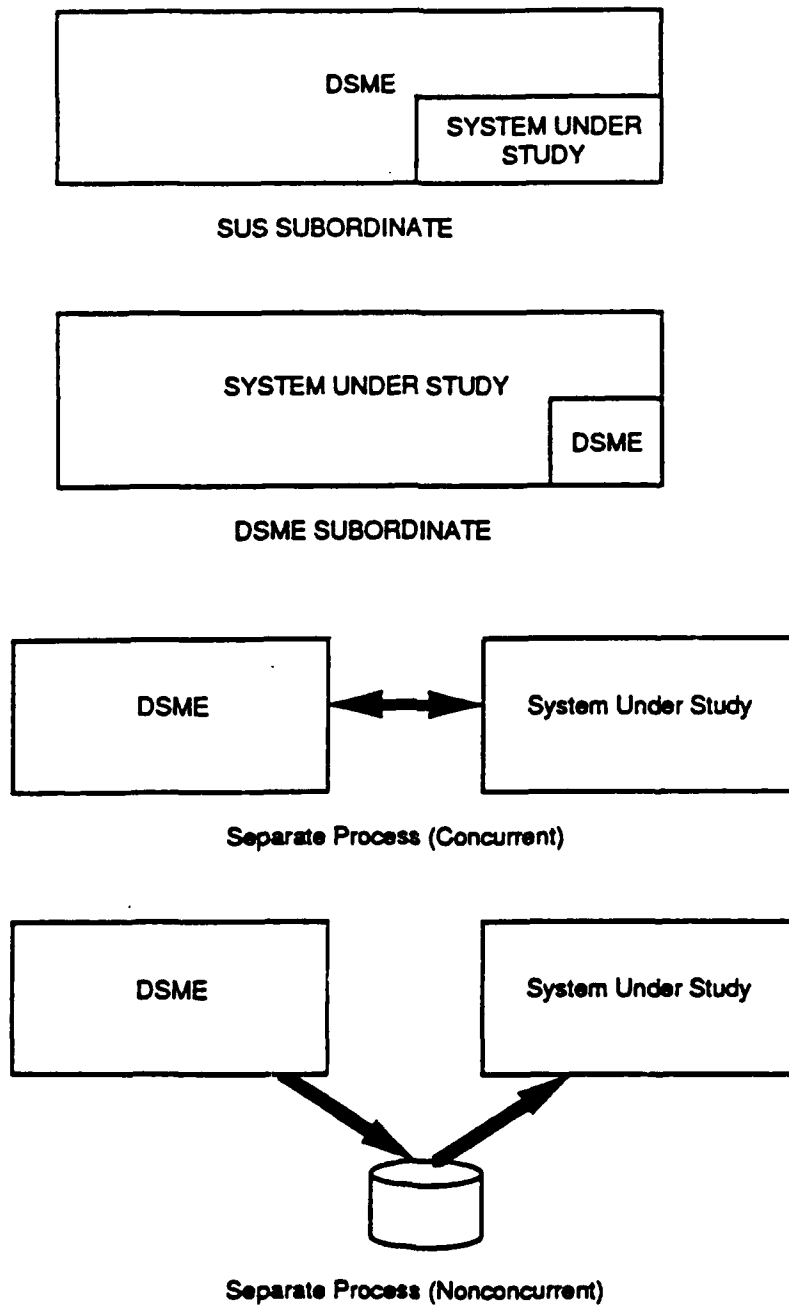 DSME
SYSTEM UNDER
STUDY
SUS SUBORDINATE
SYSTEM UNDER STUDY
DSME
DSME SUBORDINATE
DSME
System Under Study
Separate Process (Concurrent)
DSME
System Under Study
Separate Process (Nonconcurrent)